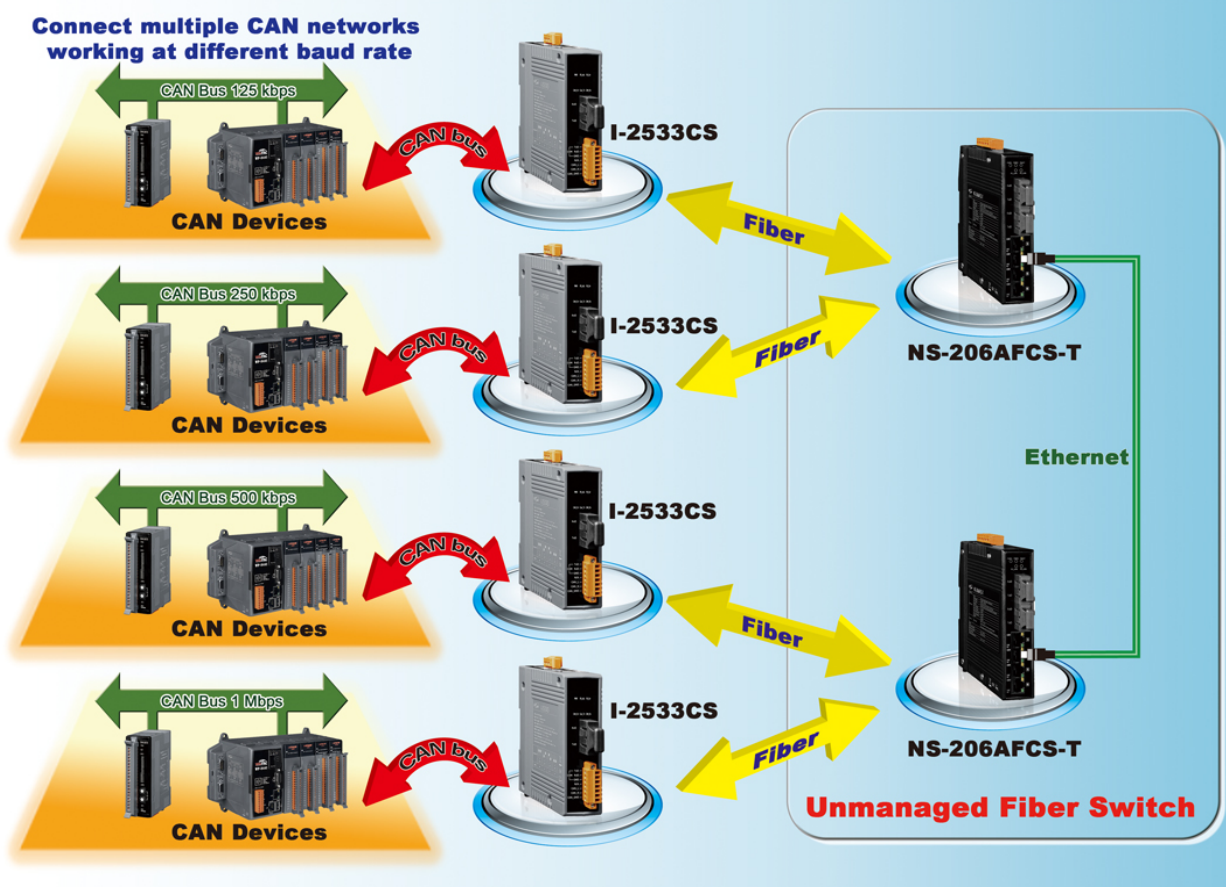 Connect multiple CAN networks
working at different baud rate
CAN Bus 125 kbps
CAN Devices
CAN bus
I-2533CS
Fiber
CAN Bus 250 kbps
CAN Devices
CAN bus
I-2533CS
Fiber
NS-206AFCS-T
Ethernet
CAN Bus 500 kbps
CAN Devices
CAN bus
I-2533CS
Fiber
CAN Bus 1 Mbps
CAN Devices
CAN bus
I-2533CS
Fiber
NS-206AFCS-T
Unmanaged Fiber Switch